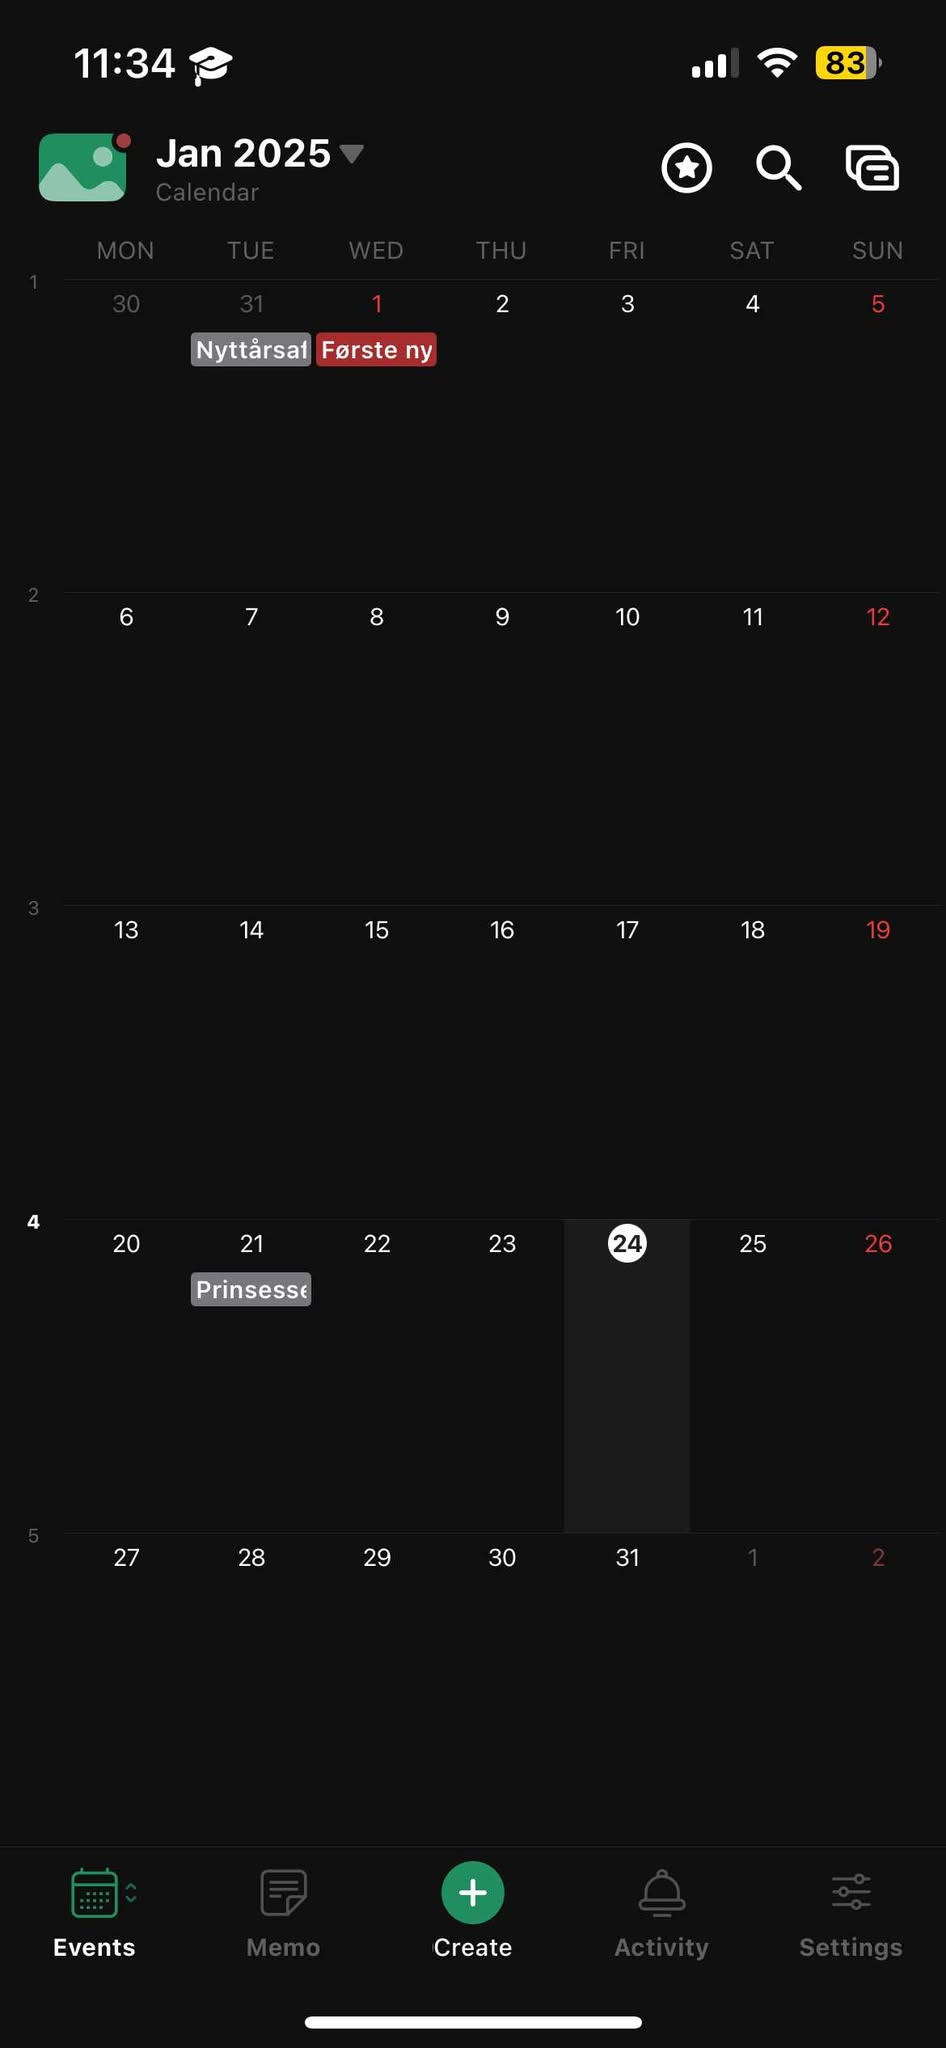 11:34
83
Jan 2025
Calendar
MON TUE WED THU FRI SAT SUN
1
30 31 1 2 3 4 5
Nyttårsaf Første ny
2
6 7 8 9 10 11 12
3
13 14 15 16 17 18 19
4
20 21 22 23 24 25 26
Prinsesse
5
27 28 29 30 31 1 2
Events Memo Create Activity Settings